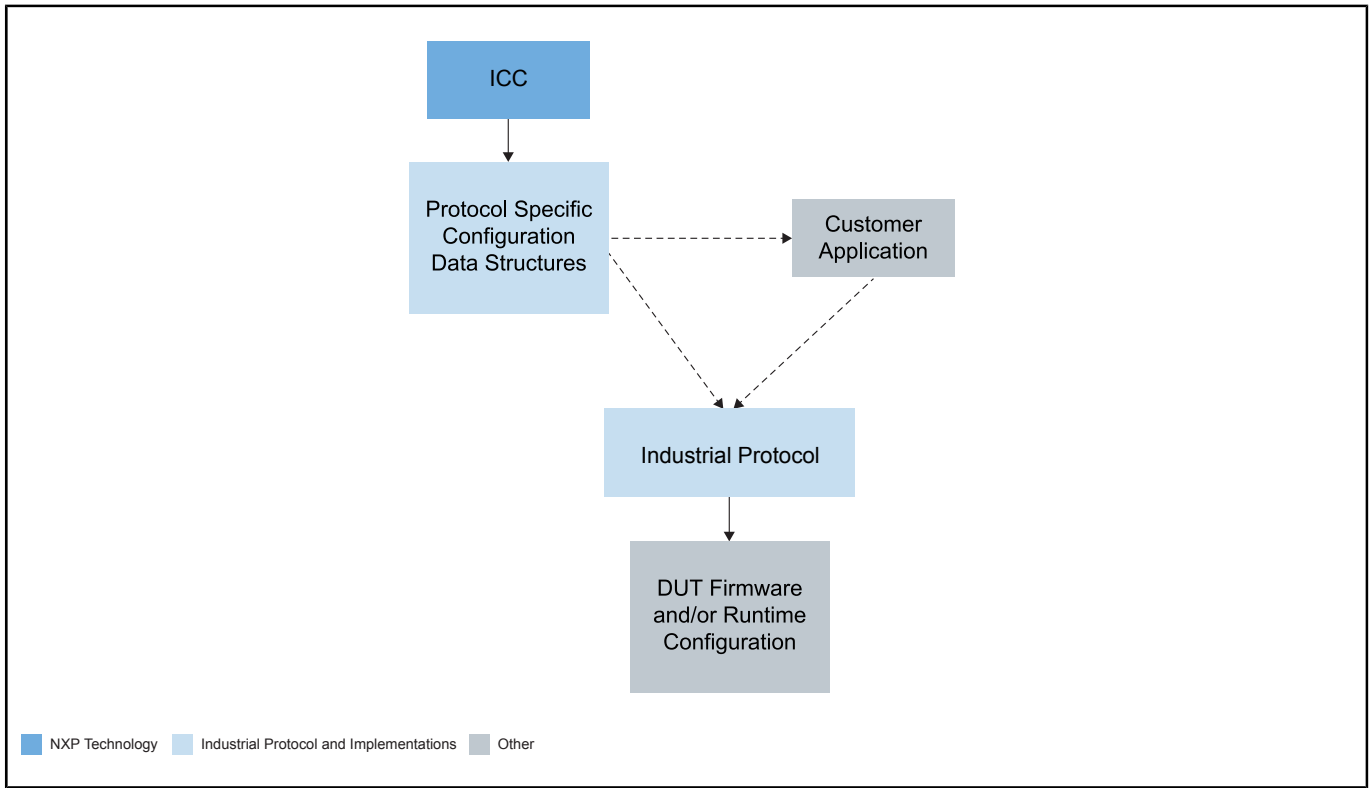 ICC
Protocol Specific
Configuration
Data Structures
Customer
Application
Industrial Protocol
DUT Firmware
and/or Runtime
Configuration
NXP Technology
Industrial Protocol and Implementations
Other